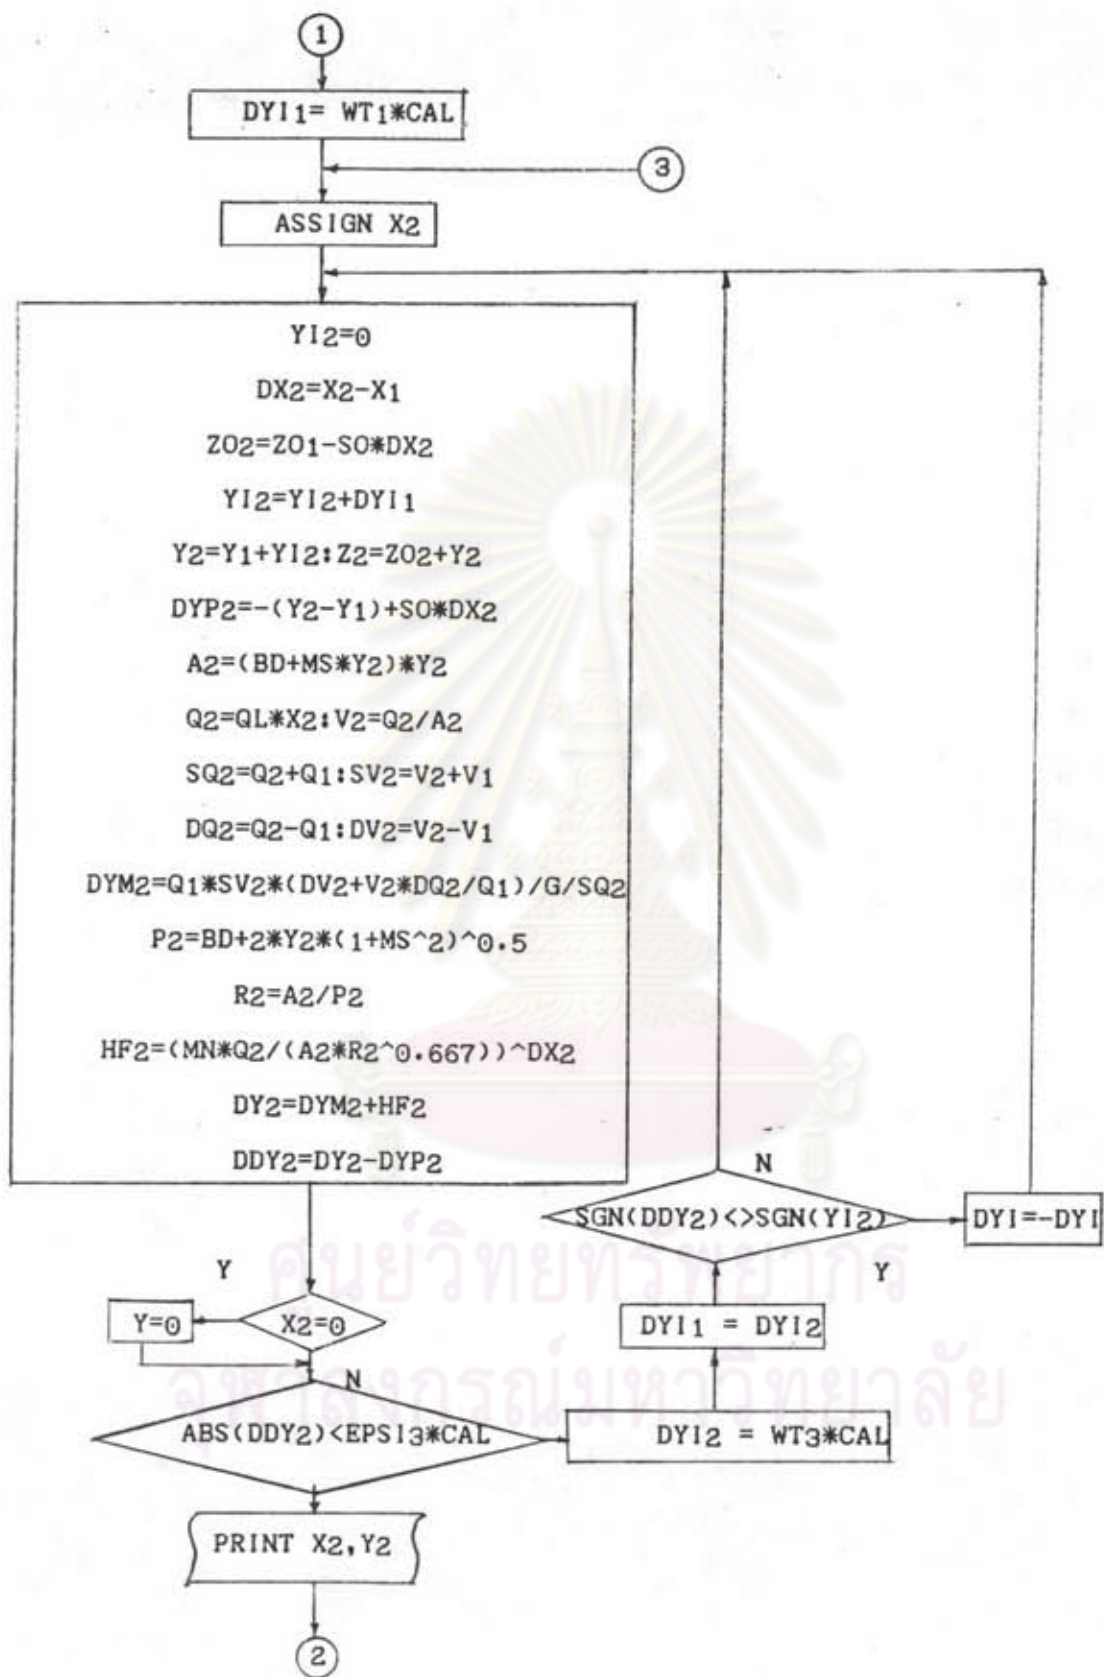 1
DYI1= WT1*CAL
3
ASSIGN X2
YI2=0
DX2=X2-X1
ZO2=ZO1-SO*DX2
YI2=YI2+DYI1
Y2=Y1+YI2:Z2=ZO2+Y2
DYP2=-(Y2-Y1)+SO*DX2
A2=(BD+MS*Y2)*Y2
Q2=QL*X2:V2=Q2/A2
SQ2=Q2+Q1:SV2=V2+V1
DQ2=Q2-Q1:DV2=V2-V1
DYM2=Q1*SV2*(DV2+V2*DQ2/Q1)/G/SQ2
P2=BD+2*Y2*(1+MS^2)^0.5
R2=A2/P2
HF2=(MN*Q2/(A2*R2^0.667))^DX2
DY2=DYM2+HF2
DDY2=DY2-DYP2
N
SGN(DDY2)<>SGN(YI2)
DYI=-DYI
Y
Y
Y=0
X2=0
DYI1 = DYI2
N
ABS(DDY2)<EPSI3*CAL
DYI2 = WT3*CAL
PRINT X2,Y2
2
ศูนย์วิทยทรัพยากร
จุฬาลงกรณ์มหาวิทยาลัย